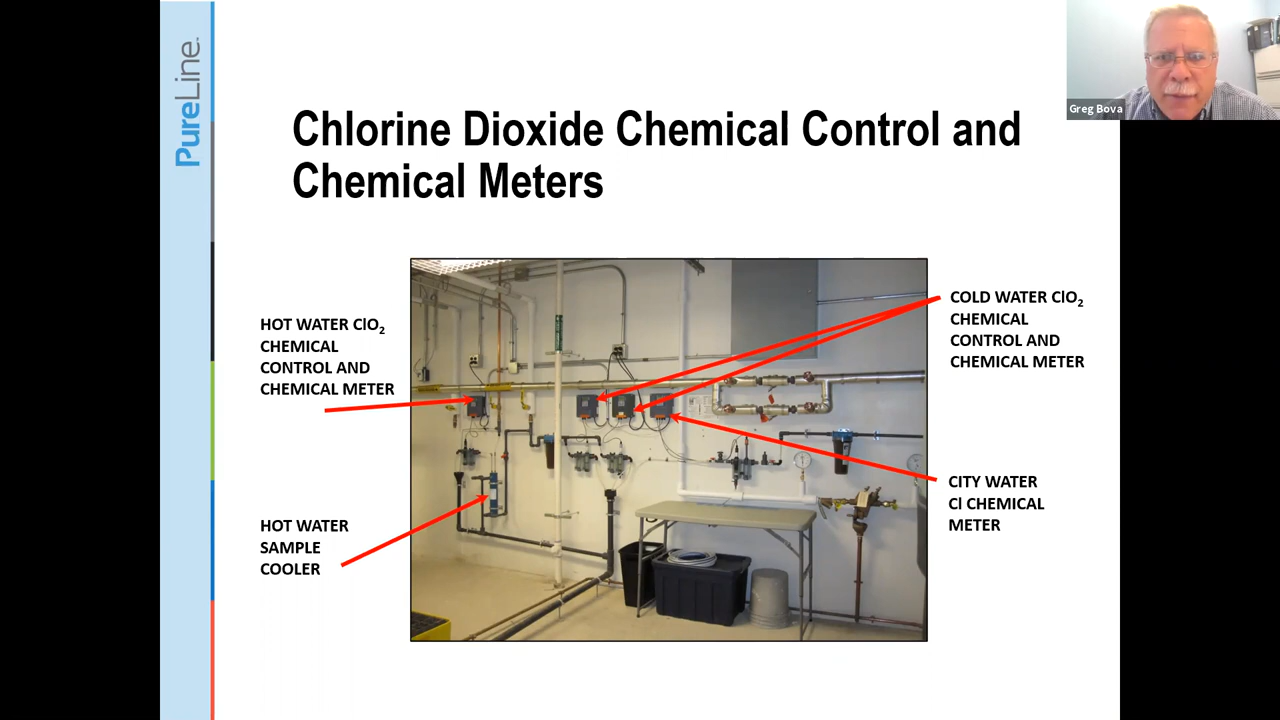 PureLine
Greg Bova
Chlorine Dioxide Chemical Control and
Chemical Meters
HOT WATER ClO₂
CHEMICAL
CONTROL AND
CHEMICAL METER
COLD WATER ClO₂
CHEMICAL
CONTROL AND
CHEMICAL METER
CITY WATER
Cl CHEMICAL
METER
HOT WATER
SAMPLE
COOLER